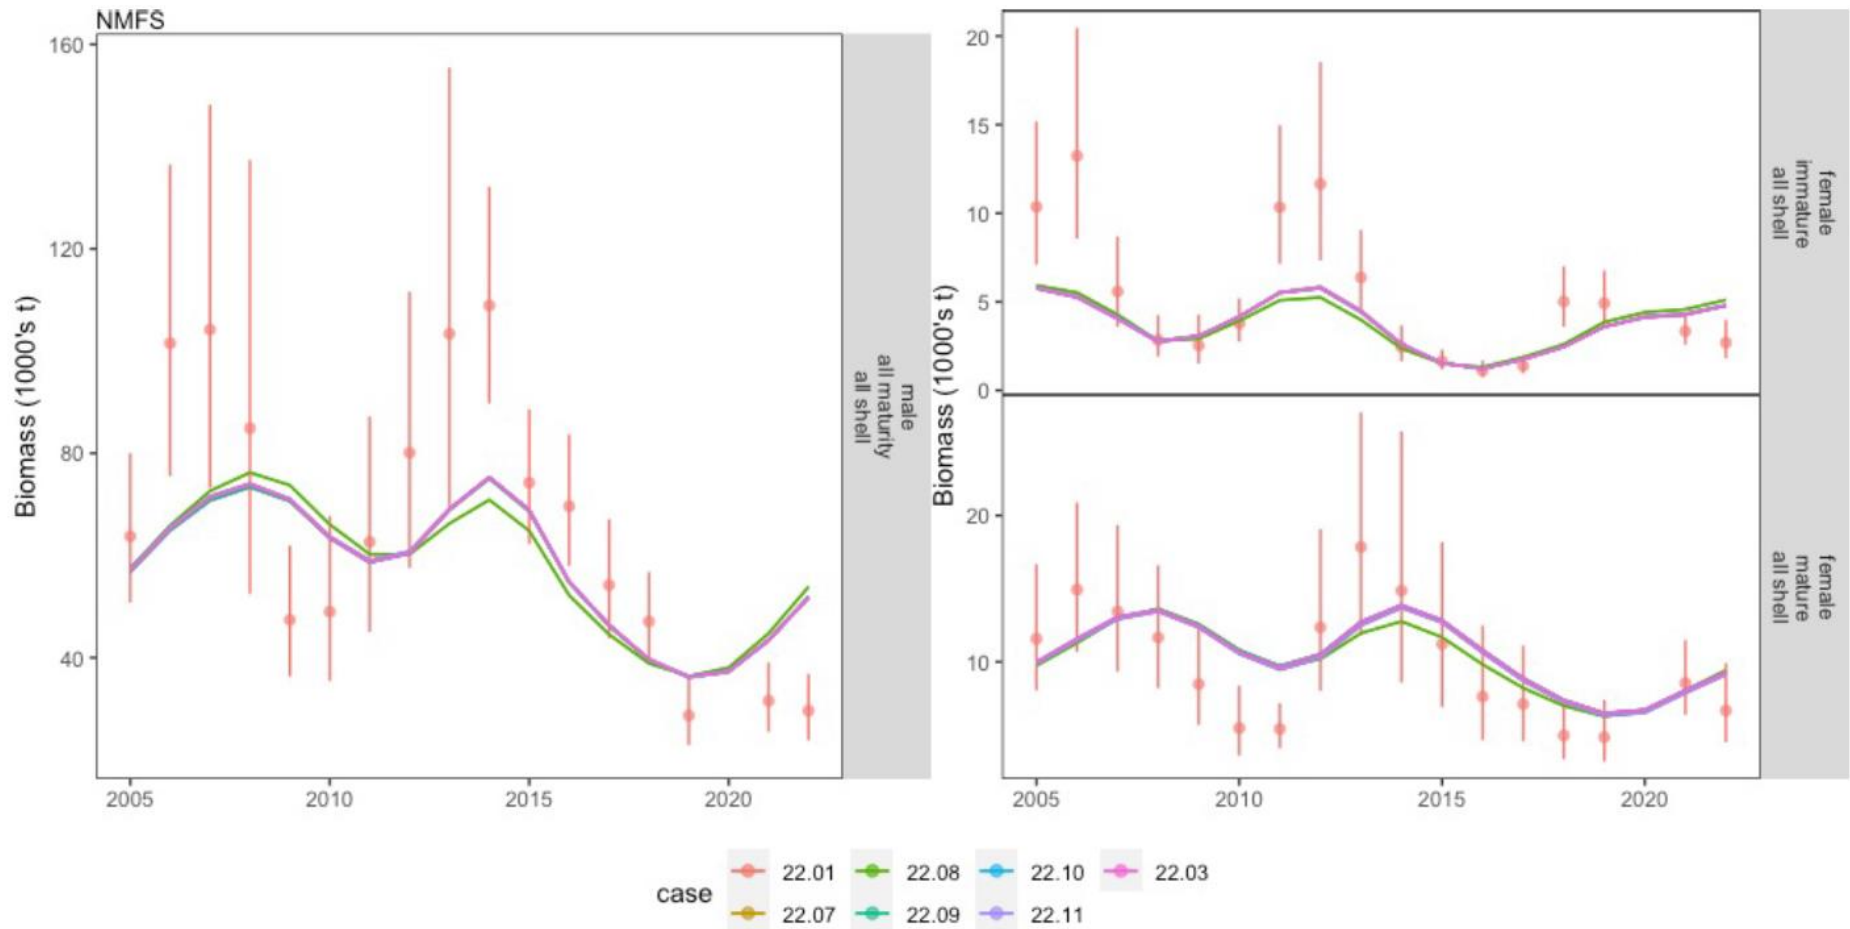 NMFS
160
120
80
40
Biomass (1000's t)
2005 2010 2015 2020
male
all maturity
all shell
20
15
10
5
0
Biomass (1000's t)
female
immature
all shell
20
10
female
mature
all shell
2005 2010 2015 2020
case
22.01 22.08 22.10 22.03
22.07 22.09 22.11